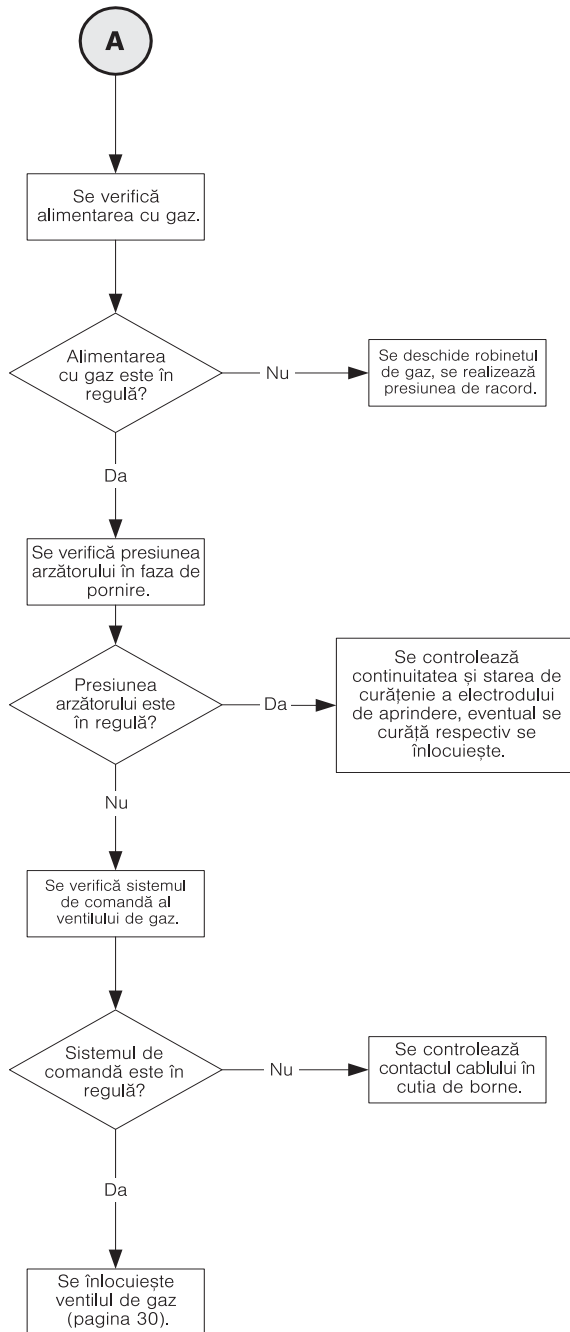 A
Se verifică
alimentarea cu gaz.
Alimentarea
cu gaz este în
regulă?
Nu
Se deschide robinetul
de gaz, se realizează
presiunea de racord.
Da
Se verifică presiunea
arzătorului în faza de
pornire.
Presiunea
arzătorului este
în regulă?
Da
Se controlează
continuitatea și starea de
curățenie a electrodului
de aprindere, eventual se
curăță respectiv se
înlocuiește.
Nu
Se verifică sistemul
de comandă al
ventilului de gaz.
Sistemul de
comandă este în
regulă?
Nu
Se controlează
contactul cablului în
cutia de borne.
Da
Se înlocuiește
ventilul de gaz
(pagina 30).